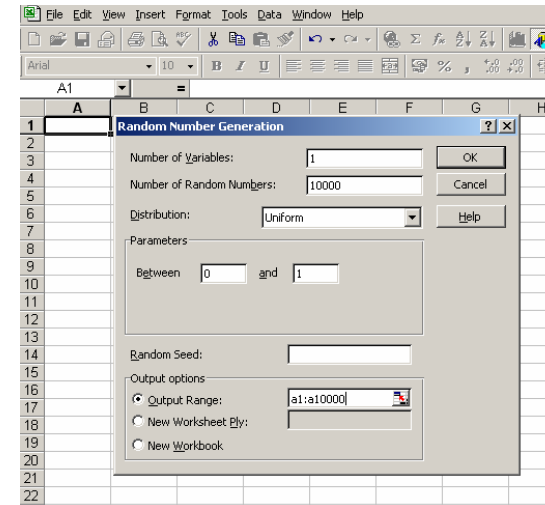 File Edit View Insert Format Tools Data Window Help
Arial 10 B I U
A1 =
A B C D E F G H
1 Random Number Generation ? X
2
3 Number of Variables: 1 OK
4 Number of Random Numbers: 10000 Cancel
5
6 Distribution: Uniform Help
7
8 Parameters
9 Between 0 and 1
10
11
12
13
14 Random Seed:
15 Output options
16 Output Range: a1:a10000
17 New Worksheet Ply:
18
19 New Workbook
20
21
22